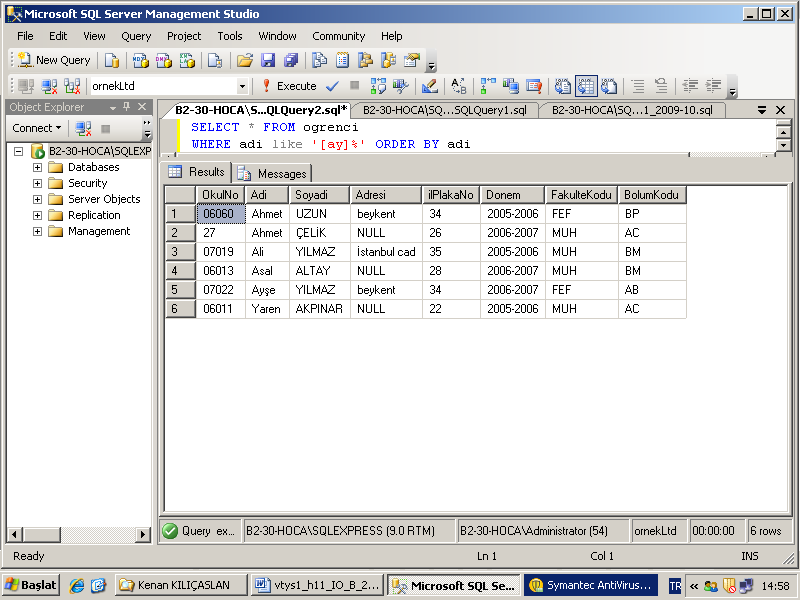 Microsoft SQL Server Management Studio
File Edit View Query Project Tools Window Community Help
New Query
ornekLtd Execute
Object Explorer
Connect
B2-30-HOCA\SQLEXP
Databases
Security
Server Objects
Replication
Management
B2-30-HOCA\S...QLQuery2.sql* B2-30-HOCA\SQ...SQLQuery1.sql B2-30-HOCA\SQ...1_2009-10.sql
SELECT * FROM ogrenci
WHERE adi like '[ay]%' ORDER BY adi
Results Messages
OkulNo Adi Soyadi Adresi ilPlakaNo Donem FakulteKodu BolumKodu
1 06060 Ahmet UZUN beykent 34 2005-2006 FEF BP
2 27 Ahmet ÇELİK NULL 26 2006-2007 MUH AC
3 07019 Ali YILMAZ İstanbul cad 35 2006-2007 MUH BM
4 06013 Asal ALTAY NULL 28 2006-2007 MUH BM
5 07022 Ayşe YILMAZ beykent 34 2006-2007 FEF AB
6 06011 Yaren AKPINAR NULL 22 2005-2006 MUH AC
Query ex... B2-30-HOCA\SQLEXPRESS (9.0 RTM) B2-30-HOCA\Administrator (54) ornekLtd 00:00:00 6 rows
Ready Ln 1 Col 1 INS
Başlat Kenan KILIÇASLAN vtys1_h11_IO_B_2... Microsoft SQL Se... Symantec AntiVirus... TR « 14:58